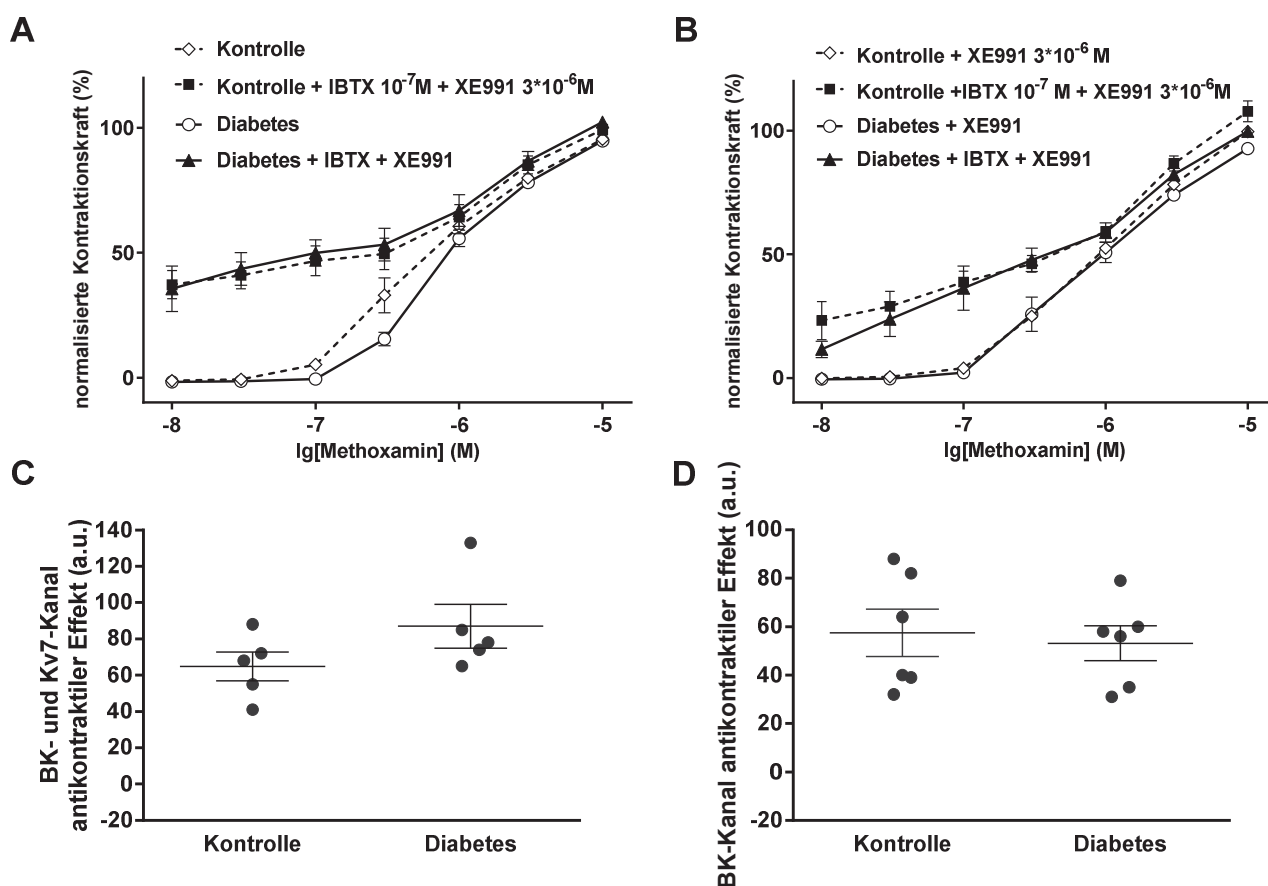 A
Kontrolle
Kontrolle + IBTX 10⁻⁷M + XE991 3*10⁻⁶M
Diabetes
Diabetes + IBTX + XE991
normalisierte Kontraktionskraft (%)
100
50
0
-8
-7
-6
-5
lg[Methoxamin] (M)
B
Kontrolle + XE991 3*10⁻⁶ M
Kontrolle +IBTX 10⁻⁷ M + XE991 3*10⁻⁶M
Diabetes + XE991
Diabetes + IBTX + XE991
normalisierte Kontraktionskraft (%)
100
50
0
-8
-7
-6
-5
lg[Methoxamin] (M)
C
BK- und Kv7-Kanal
antikontraktiler Effekt (a.u.)
140
120
100
80
60
40
20
0
-20
Kontrolle
Diabetes
D
BK-Kanal antikontraktiler Effekt (a.u.)
100
80
60
40
20
0
-20
Kontrolle
Diabetes